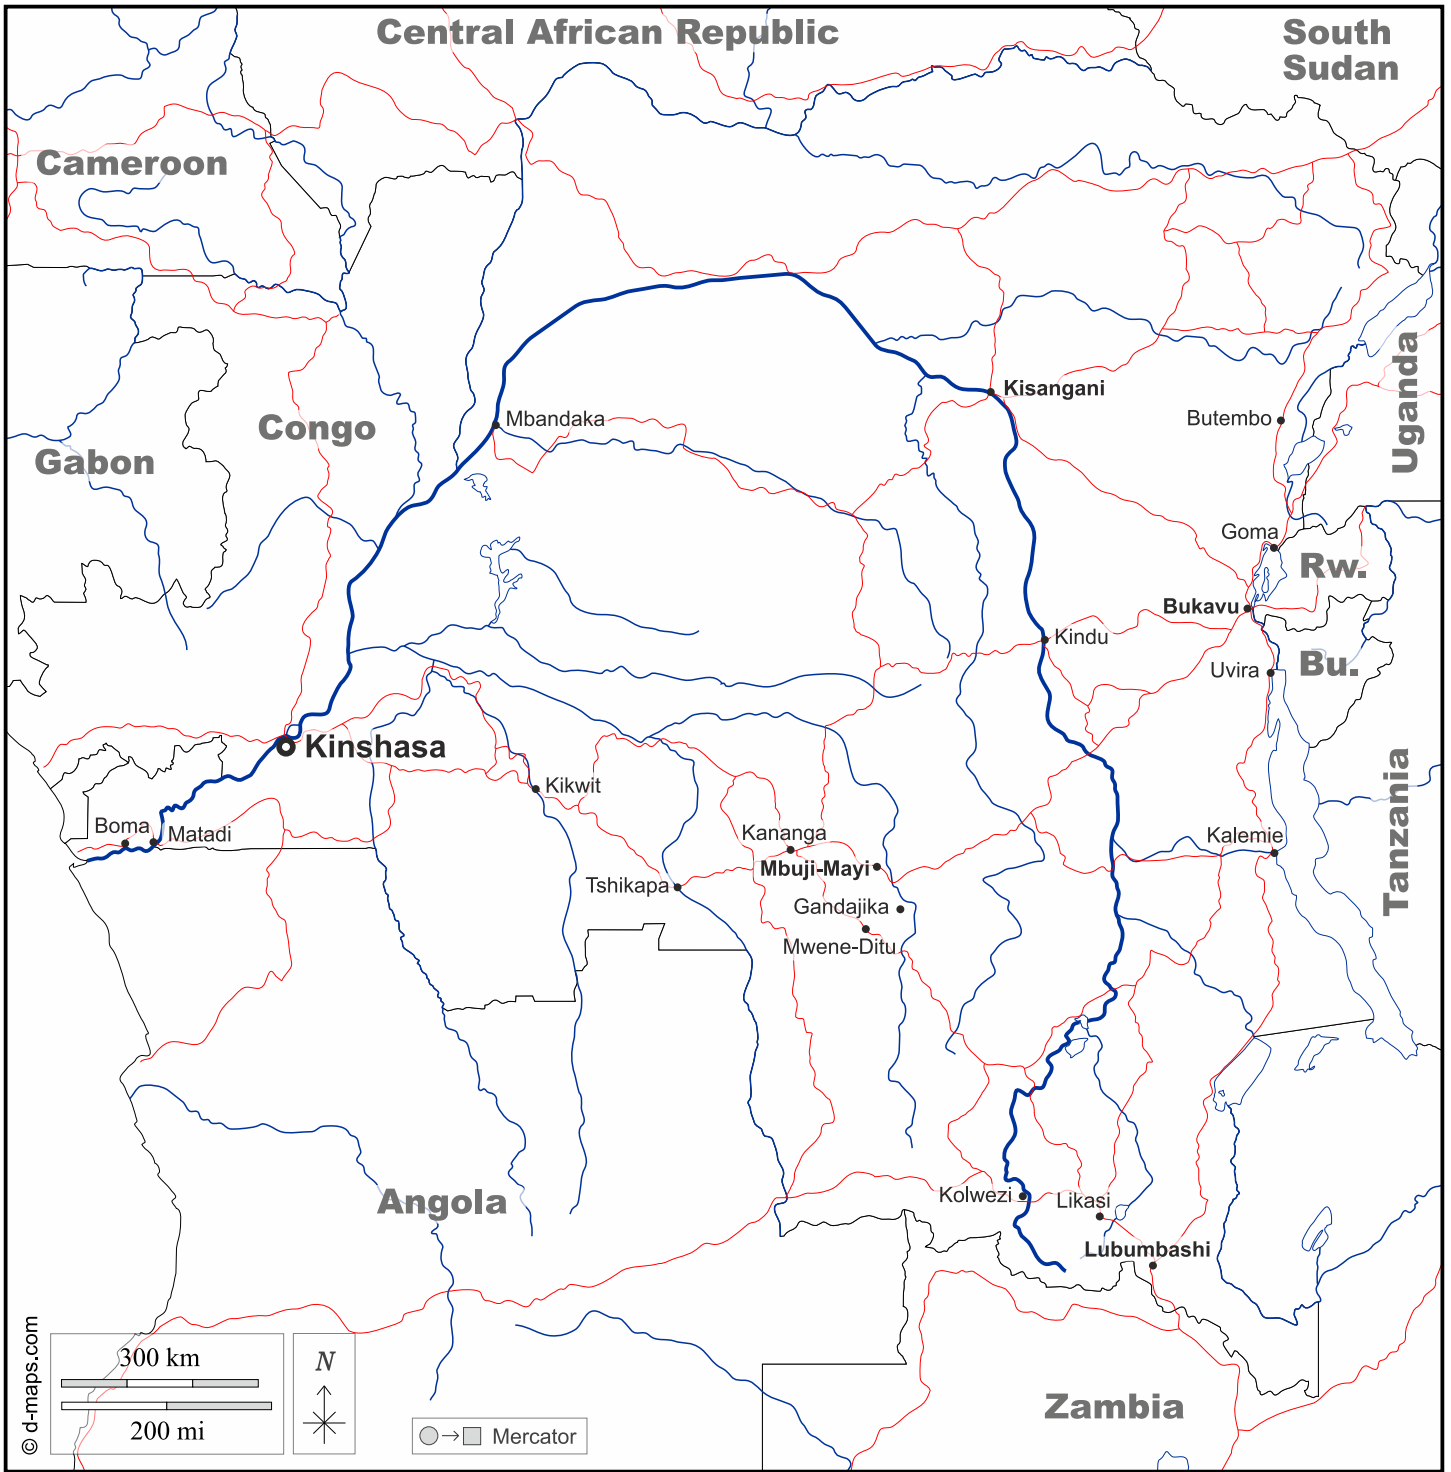 Central African Republic
South
Sudan
Cameroon
Uganda
Kisangani
Congo
Mbandaka
Butembo
Gabon
Goma
Rw.
Bukavu
Kindu
Uvira
Bu.
Kinshasa
Tanzania
Kikwit
Boma
Matadi
Kananga
Kalemie
Mbuji-Mayi
Tshikapa
Gandajika
Mwene-Ditu
Angola
Kolwezi
Likasi
Lubumbashi
© d-maps.com
300 km
200 mi
N
Mercator
Zambia